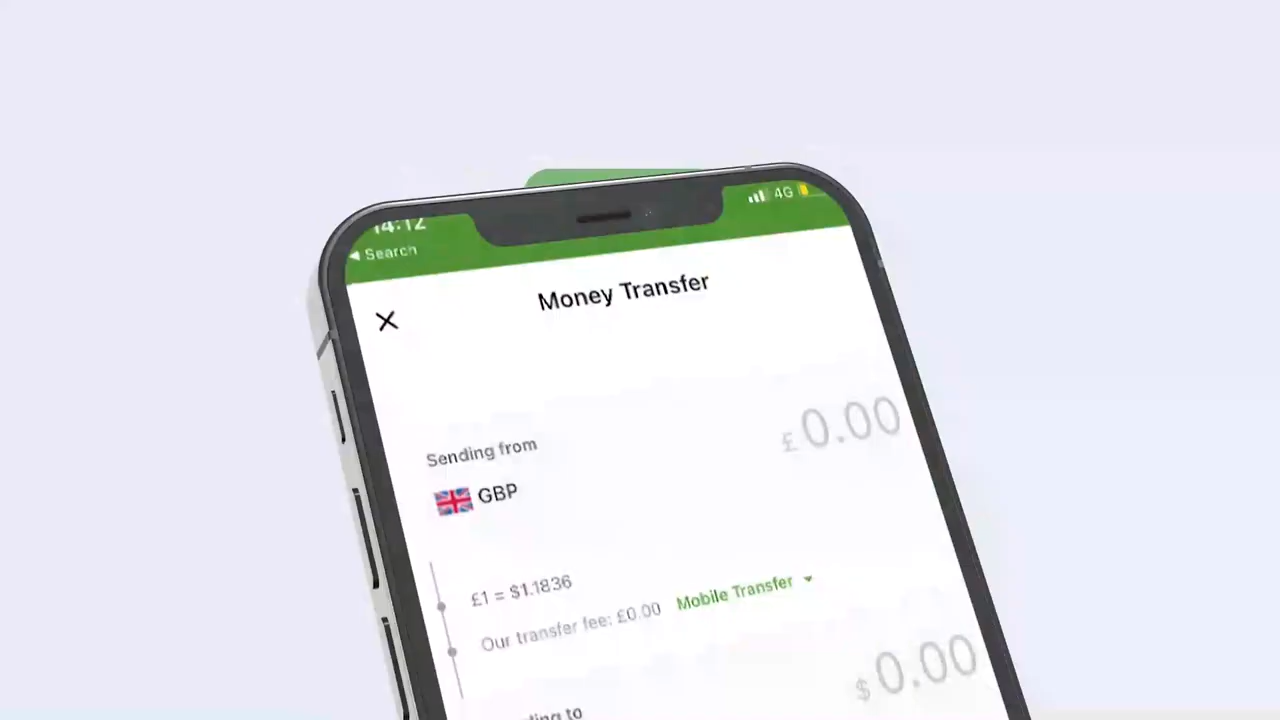 14:12
4G
Search
Money Transfer
£ 0.00
Sending from
GBP
£1 = $1.1836
Our transfer fee: £0.00 Mobile Transfer
$ 0.00
to